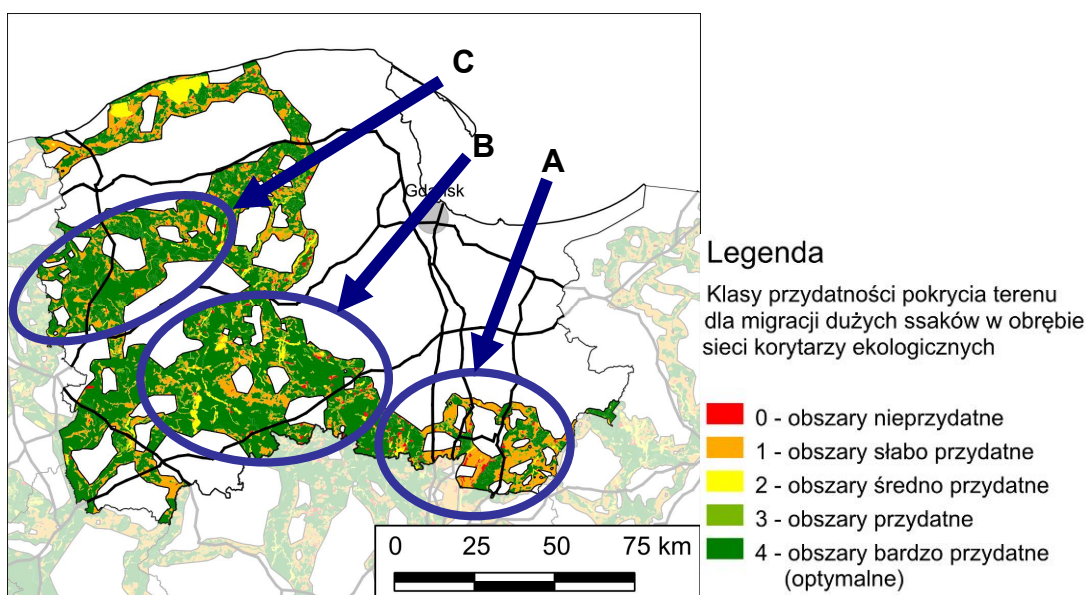 C
B
A
Gdańsk
Legenda
Klasy przydatności pokrycia terenu
dla migracji dużych ssaków w obrębie
sieci korytarzy ekologicznych
0 - obszary nieprzydatne
1 - obszary słabo przydatne
2 - obszary średno przydatne
3 - obszary przydatne
4 - obszary bardzo przydatne
(optymalne)
0 25 50 75 km